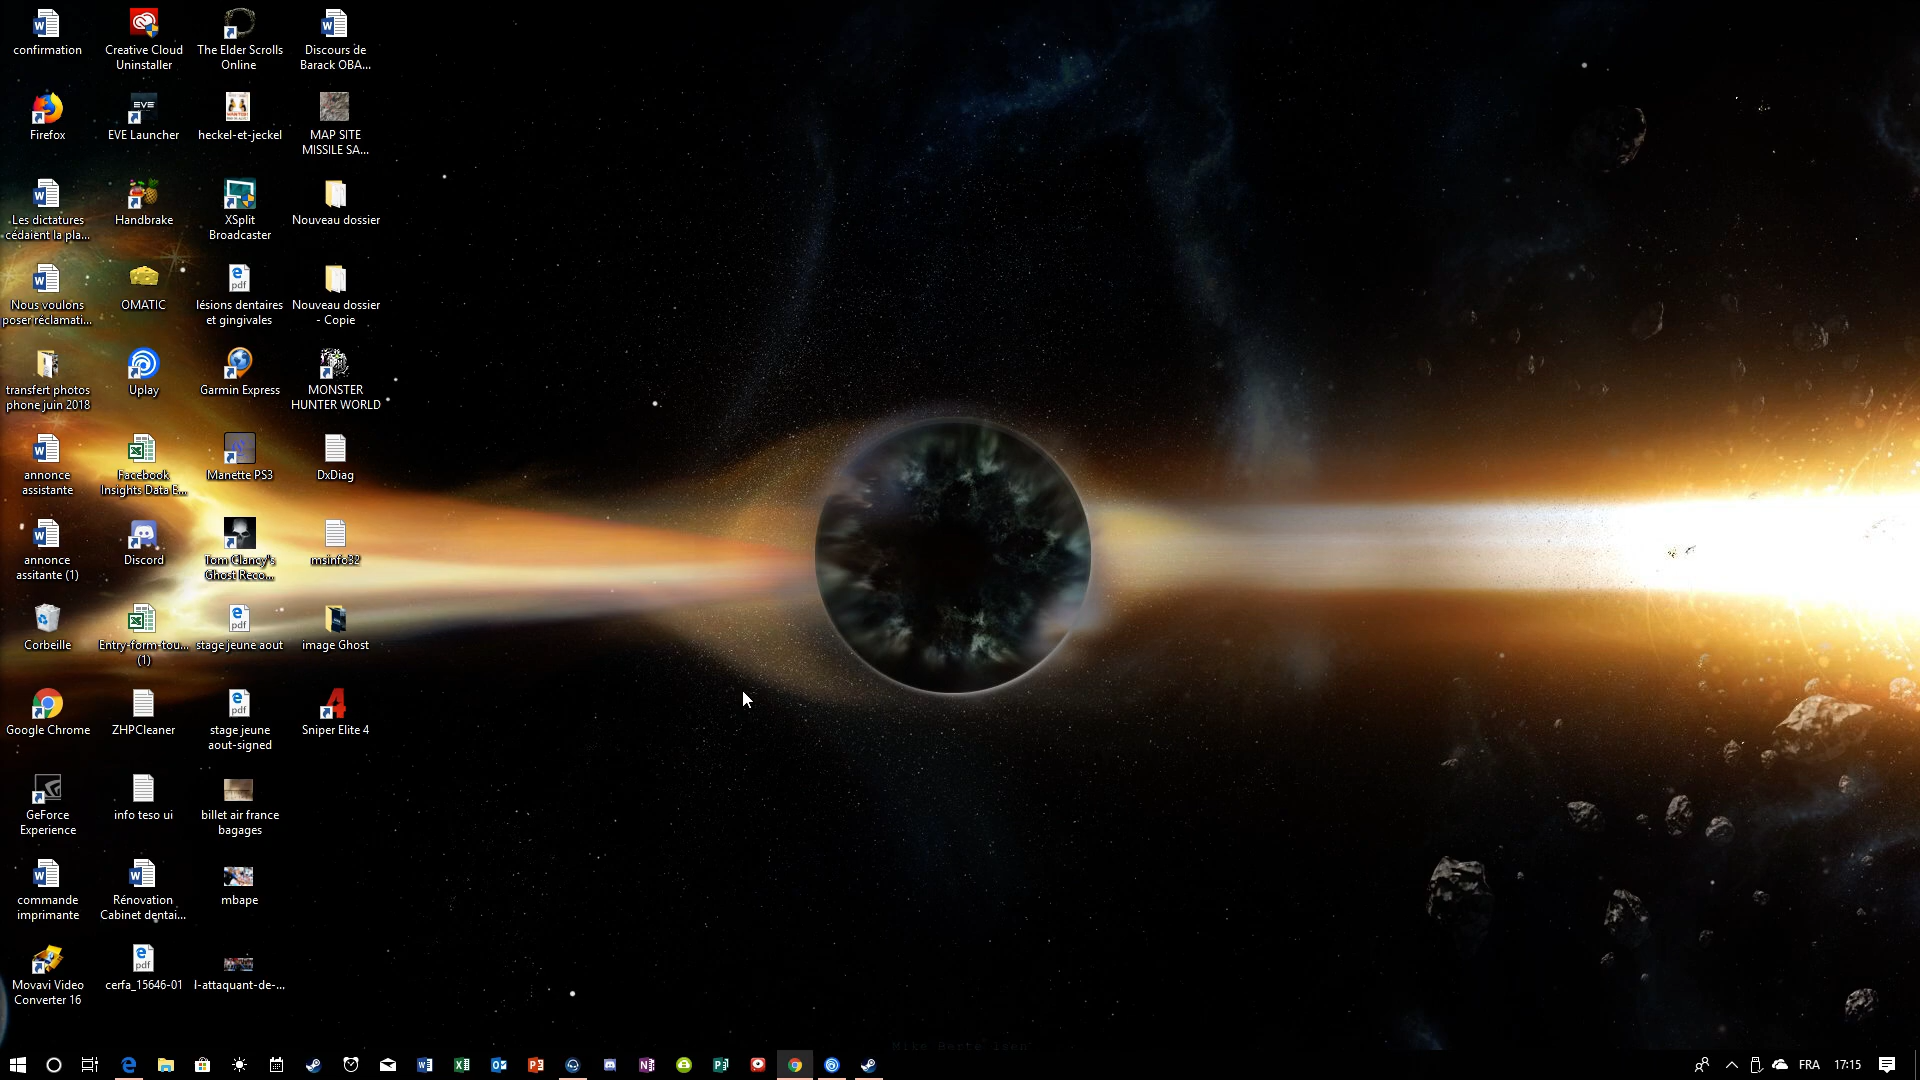 confirmation
Creative Cloud
Uninstaller
The Elder Scrolls
Online
Discours de
Barack OBA...
Firefox
EVE
EVE Launcher
heckel-et-jeckel
MAP SITE
MISSILE SA...
Les dictatures
cédaient la pla...
Handbrake
XSplit
Broadcaster
Nouveau dossier
Nous voulons
poser réclamati...
OMATIC
pdf
lésions dentaires
et gingivales
Nouveau dossier
- Copie
transfert photos
phone juin 2018
Uplay
Garmin Express
MONSTER
HUNTER WORLD
annonce
assistante
Facebook
Insights Data E...
Manette PS3
DxDiag
annonce
assitante (1)
Discord
Tom Clancy's
Ghost Reco...
msinfo32
Corbeille
Entry-form-tou...
(1)
pdf
stage jeune aout
image Ghost
Google Chrome
ZHPCleaner
pdf
stage jeune
aout-signed
4
Sniper Elite 4
GeForce
Experience
info teso ui
billet air france
bagages
commande
imprimante
Rénovation
Cabinet dentai...
mbape
Movavi Video
Converter 16
pdf
cerfa_15646-01
l-attaquant-de-...
FRA
17:15